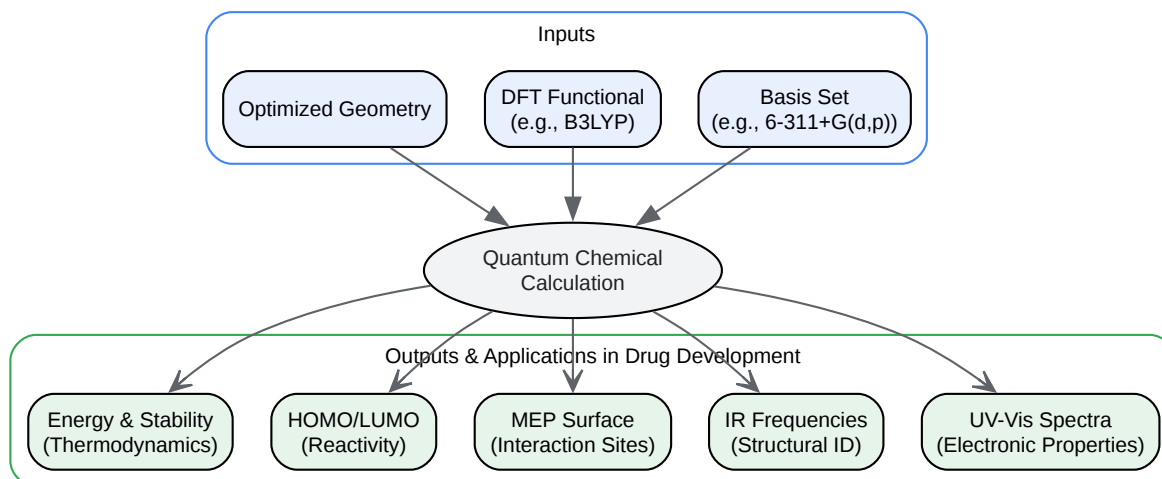 Inputs
Optimized Geometry
DFT Functional
(e.g., B3LYP)
Basis Set
(e.g., 6-311+G(d,p))
Quantum Chemical
Calculation
Outputs & Applications in Drug Development
Energy & Stability
(Thermodynamics)
HOMO/LUMO
(Reactivity)
MEP Surface
(Interaction Sites)
IR Frequencies
(Structural ID)
UV-Vis Spectra
(Electronic Properties)